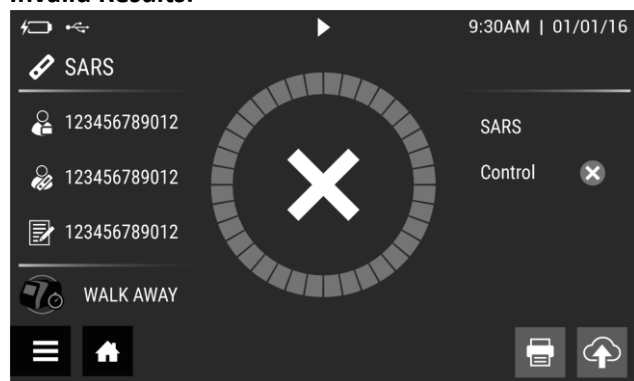 Invalid Results:
9:30AM | 01/01/16
SARS
123456789012
123456789012
123456789012
WALK AWAY
SARS
Control